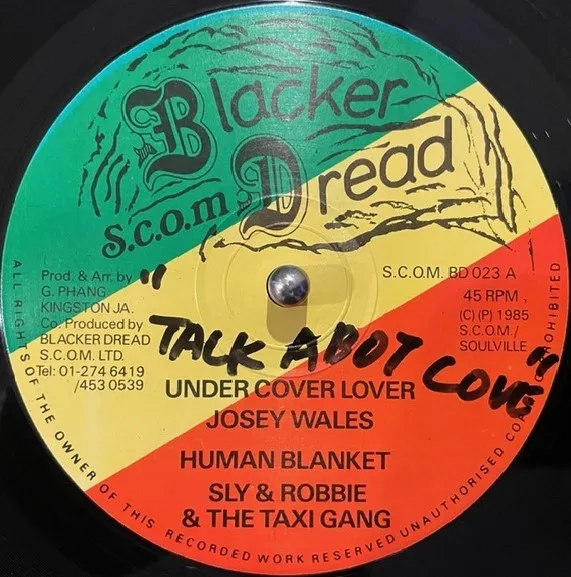 Blacker
Dread
S.c.o.m
Prod. & Arr. by
G. PHANG
KINGSTON JA.
Co. Produced by
BLACKER DREAD
S.C.O.M. LTD.
Tel: 01-274 6419
/453 0539
S.C.O.M. BD 023 A
45 RPM
(C) (P) 1985
S.C.O.M./
SOULVILLE
"TALK ABOT LOVE"
UNDER COVER LOVER
JOSEY WALES
HUMAN BLANKET
SLY & ROBBIE
& THE TAXI GANG
ALL RIGHTS OF THE OWNER OF THIS RECORDED WORK RESERVED UNAUTHORISED PROHIBITED